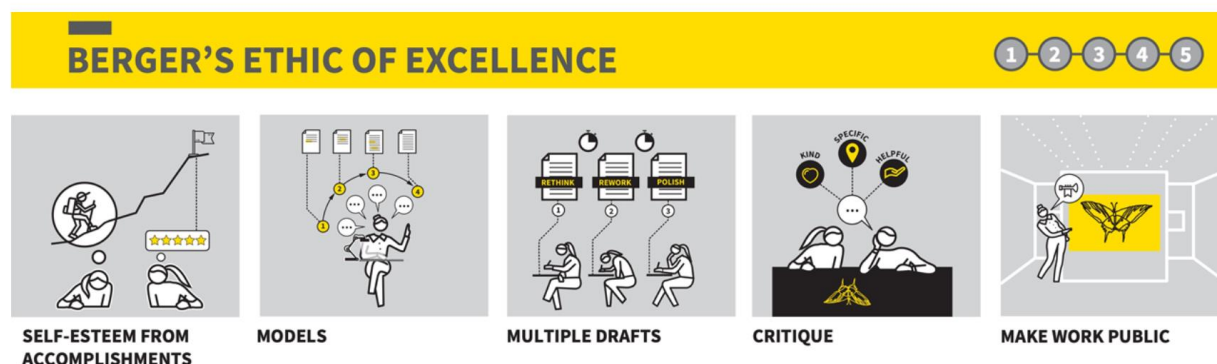 BERGER'S ETHIC OF EXCELLENCE
1 2 3 4 5
1
2
3
4
RETHINK
REWORK
POLISH
1
2
3
KIND
SPECIFIC
HELPFUL
SELF-ESTEEM FROM
ACCOMPLISHMENTS
MODELS
MULTIPLE DRAFTS
CRITIQUE
MAKE WORK PUBLIC